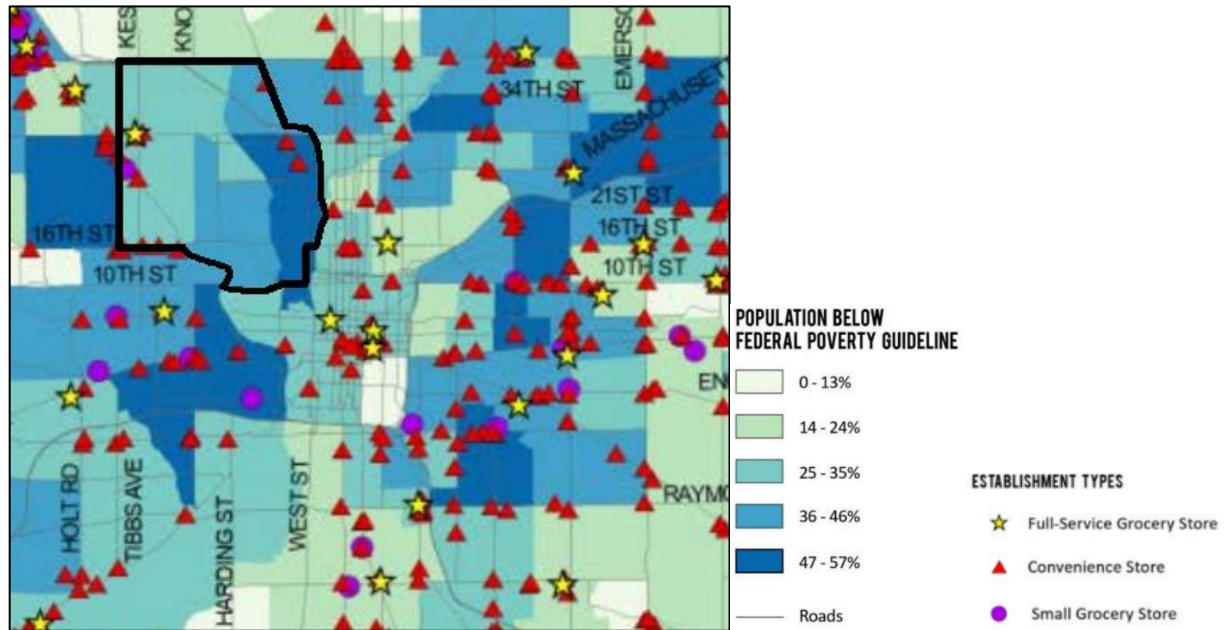 KES
KNO
EMERSO
34TH ST
MASSACHUSETT
21ST ST
16TH ST
16TH ST
10TH ST
10TH ST
EN
HOLT RD
TIBBS AVE
HARDING ST
WEST ST
RAYMO
POPULATION BELOW
FEDERAL POVERTY GUIDELINE
0 - 13%
14 - 24%
25 - 35%
36 - 46%
47 - 57%
Roads
ESTABLISHMENT TYPES
Full-Service Grocery Store
Convenience Store
Small Grocery Store